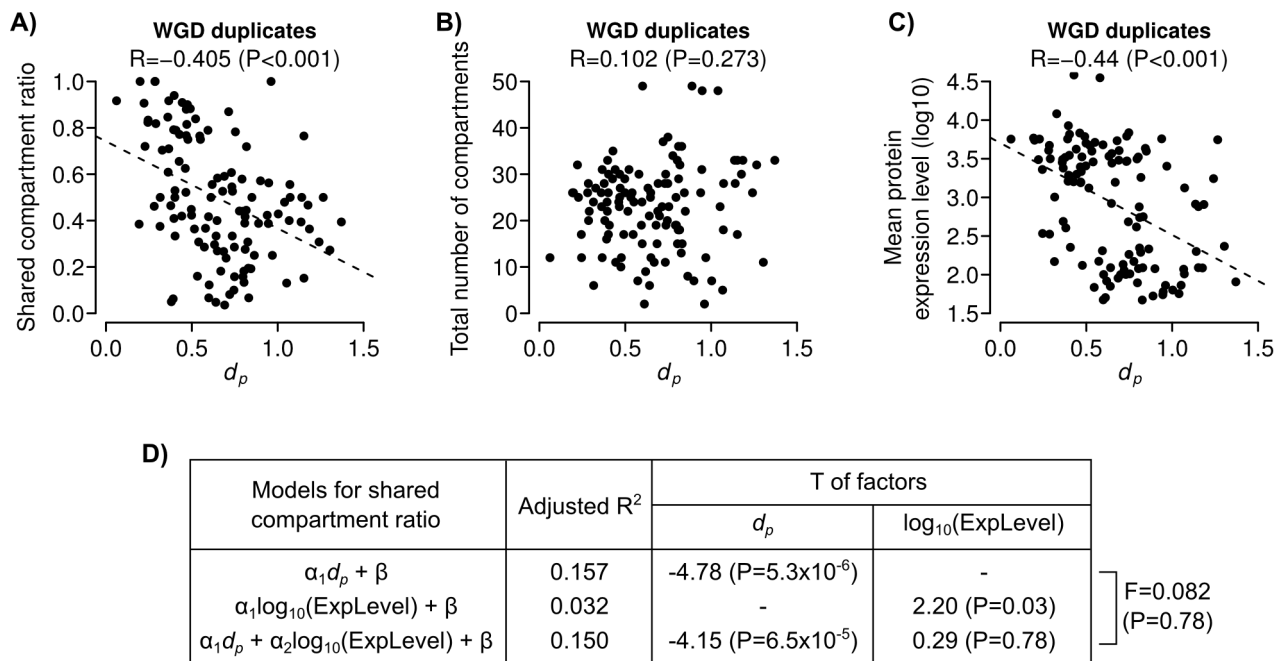 A)
WGD duplicates
R=−0.405 (P<0.001)
Shared compartment ratio
1.0
0.8
0.6
0.4
0.2
0.0
0.0 0.5 1.0 1.5
dₚ
B)
WGD duplicates
R=0.102 (P=0.273)
Total number of compartments
50
40
30
20
10
0
0.0 0.5 1.0 1.5
dₚ
C)
WGD duplicates
R=−0.44 (P<0.001)
Mean protein
expression level (log10)
4.5
4.0
3.5
3.0
2.5
2.0
1.5
0.0 0.5 1.0 1.5
dₚ
D)
Models for shared
compartment ratio
Adjusted R²
T of factors
dₚ
log₁₀(ExpLevel)
α₁dₚ + β 0.157 -4.78 (P=5.3x10⁻⁶) -
α₁log₁₀(ExpLevel) + β 0.032 - 2.20 (P=0.03)
α₁dₚ + α₂log₁₀(ExpLevel) + β 0.150 -4.15 (P=6.5x10⁻⁵) 0.29 (P=0.78)
F=0.082
(P=0.78)